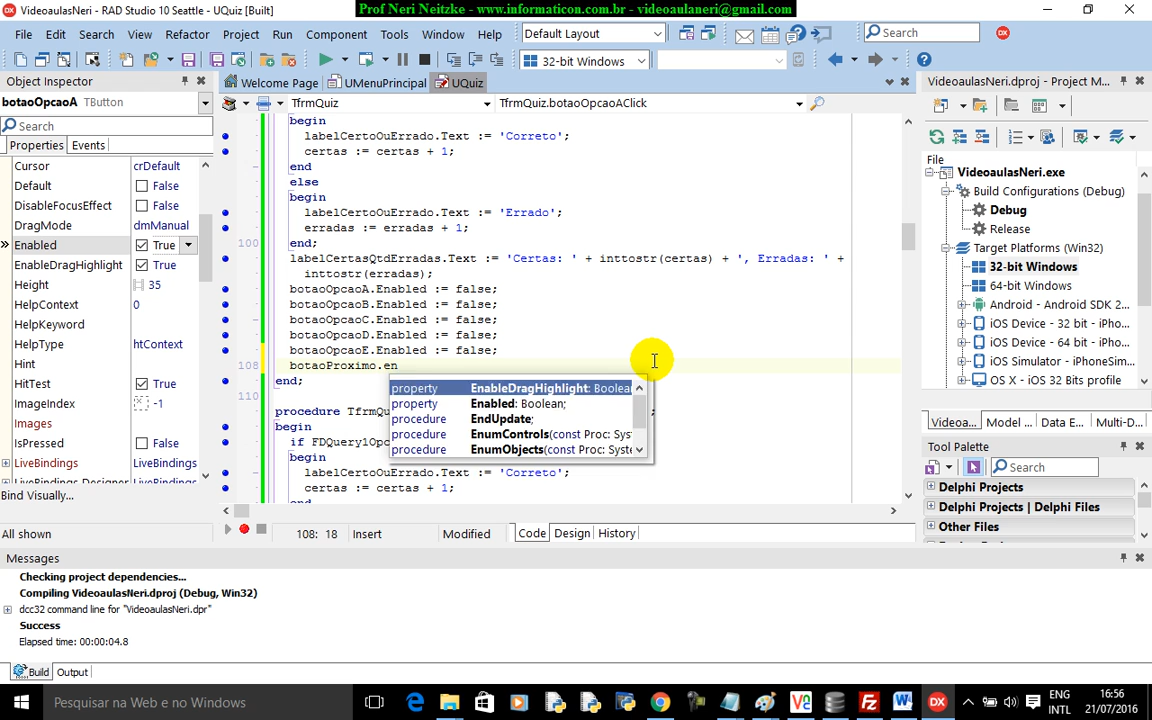 VideoaulasNeri - RAD Studio 10 Seattle - UQuiz [Built]
Prof Neri Neitzke - www.informaticon.com.br - videoaulaneri@gmail.com
File Edit Search View Refactor Project Run Component Tools Window Help
Default Layout
Search
32-bit Windows
Object Inspector
botaoOpcaoA TButton
Search
Properties Events
Cursor crDefault
Default False
DisableFocusEffect False
DragMode dmManual
Enabled True
EnableDragHighlight True
Height 35
HelpContext 0
HelpKeyword
HelpType htContext
Hint
HitTest True
ImageIndex -1
Images
IsPressed False
LiveBindings LiveBindings
LiveBindings Designer LiveBindings
Bind Visually...
All shown
Welcome Page UMenuPrincipal UQuiz
TfrmQuiz TfrmQuiz.botaoOpcaoAClick
begin
labelCertoOuErrado.Text := 'Correto';
certas := certas + 1;
end
else
begin
labelCertoOuErrado.Text := 'Errado';
erradas := erradas + 1;
100 end;
labelCertasQtdErradas.Text := 'Certas: ' + inttostr(certas) + ', Erradas: ' +
inttostr(erradas);
botaoOpcaoA.Enabled := false;
botaoOpcaoB.Enabled := false;
botaoOpcaoC.Enabled := false;
botaoOpcaoD.Enabled := false;
botaoOpcaoE.Enabled := false;
108 botaoProximo.en
end;
110
property EnableDragHighlight: Boolea
property Enabled: Boolean;
procedure EndUpdate;
procedure EnumControls(const Proc: Sys
procedure EnumObjects(const Proc: Syste
procedure TfrmQu
begin
if FDQuery1Opc
begin
labelCertoOuErrado.Text := 'Correto';
certas := certas + 1;
end
108: 18 Insert Modified Code Design History
VideoaulasNeri.dproj - Project M...
File
VideoaulasNeri.exe
Build Configurations (Debug)
Debug
Release
Target Platforms (Win32)
32-bit Windows
64-bit Windows
Android - Android SDK 2...
iOS Device - 32 bit - iPho...
iOS Device - 64 bit - iPho...
iOS Simulator - iPhoneSim...
OS X - iOS 32 Bits profile
Videoa... Model ... Data E... Multi-D...
Tool Palette
Search
Delphi Projects
Delphi Projects | Delphi Files
Other Files
Messages
Checking project dependencies...
Compiling VideoaulasNeri.dproj (Debug, Win32)
dcc32 command line for "VideoaulasNeri.dpr"
Success
Elapsed time: 00:00:04.8
Build Output
Pesquisar na Web e no Windows
ENG
INTL
16:56
21/07/2016